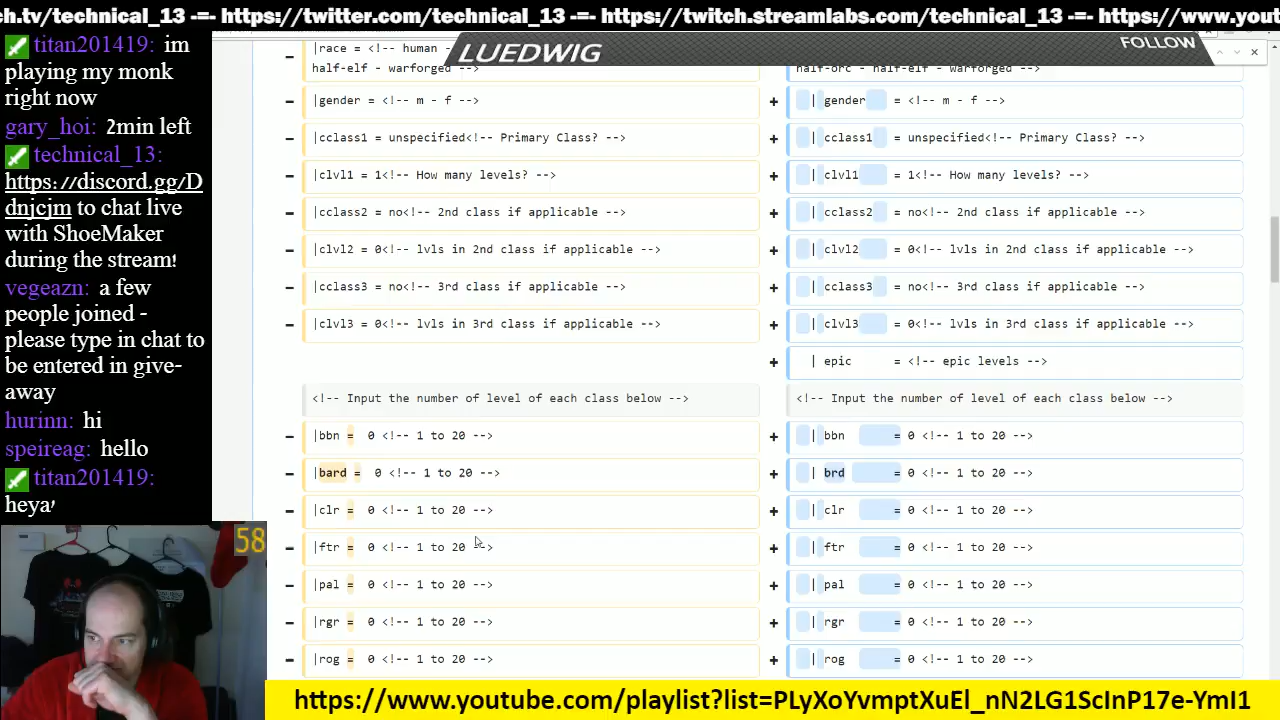 ch.tv/technical_13 -=- https://twitter.com/technical_13 -=- https://twitch.streamlabs.com/technical_13 -=- https://www.yout
titan201419: im
playing my monk
right now
gary_hoi: 2min left
technical_13:
https://discord.gg/D
dnjcjm to chat live
with ShoeMaker
during the stream!
vegeazn: a few
people joined -
please type in chat to
be entered in give-
away
hurinn: hi
speireag: hello
titan201419:
heya'
58
LUEDWIG
FOLLOW
|race = <!-- human -
half-elf - warforged -->
half-orc - half-elf - warforged -->
− |gender = <!-- m - f -->
+ | gender = <!-- m - f -->
− |cclass1 = unspecified<!-- Primary Class? -->
+ | cclass1 = unspecified<!-- Primary Class? -->
− |clvl1 = 1<!-- How many levels? -->
+ | clvl1 = 1<!-- How many levels? -->
− |cclass2 = no<!-- 2nd class if applicable -->
+ | cclass2 = no<!-- 2nd class if applicable -->
− |clvl2 = 0<!-- lvls in 2nd class if applicable -->
+ | clvl2 = 0<!-- lvls in 2nd class if applicable -->
− |cclass3 = no<!-- 3rd class if applicable -->
+ | cclass3 = no<!-- 3rd class if applicable -->
− |clvl3 = 0<!-- lvls in 3rd class if applicable -->
+ | clvl3 = 0<!-- lvls in 3rd class if applicable -->
+ | epic = <!-- epic levels -->
<!-- Input the number of level of each class below -->
<!-- Input the number of level of each class below -->
− |bbn = 0 <!-- 1 to 20 -->
+ | bbn = 0 <!-- 1 to 20 -->
− |bard = 0 <!-- 1 to 20 -->
+ | brd = 0 <!-- 1 to 20 -->
− |clr = 0 <!-- 1 to 20 -->
+ | clr = 0 <!-- 1 to 20 -->
− |ftr = 0 <!-- 1 to 20 -->
+ | ftr = 0 <!-- 1 to 20 -->
− |pal = 0 <!-- 1 to 20 -->
+ | pal = 0 <!-- 1 to 20 -->
− |rgr = 0 <!-- 1 to 20 -->
+ | rgr = 0 <!-- 1 to 20 -->
− |rog = 0 <!-- 1 to 20 -->
+ | rog = 0 <!-- 1 to 20 -->
https://www.youtube.com/playlist?list=PLyXoYvmptXuEl_nN2LG1ScInP17e-YmI1